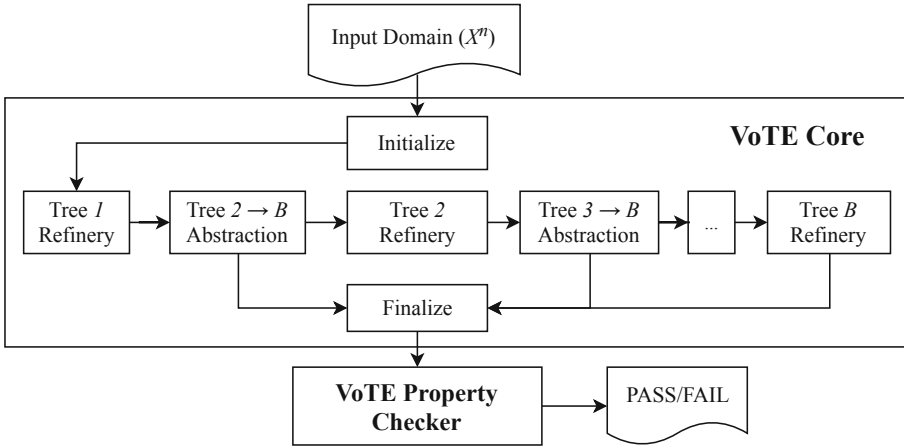 Input Domain (Xⁿ)
Initialize
VoTE Core
Tree 1
Refinery
Tree 2 → B
Abstraction
Tree 2
Refinery
Tree 3 → B
Abstraction
...
Tree B
Refinery
Finalize
VoTE Property
Checker
PASS/FAIL